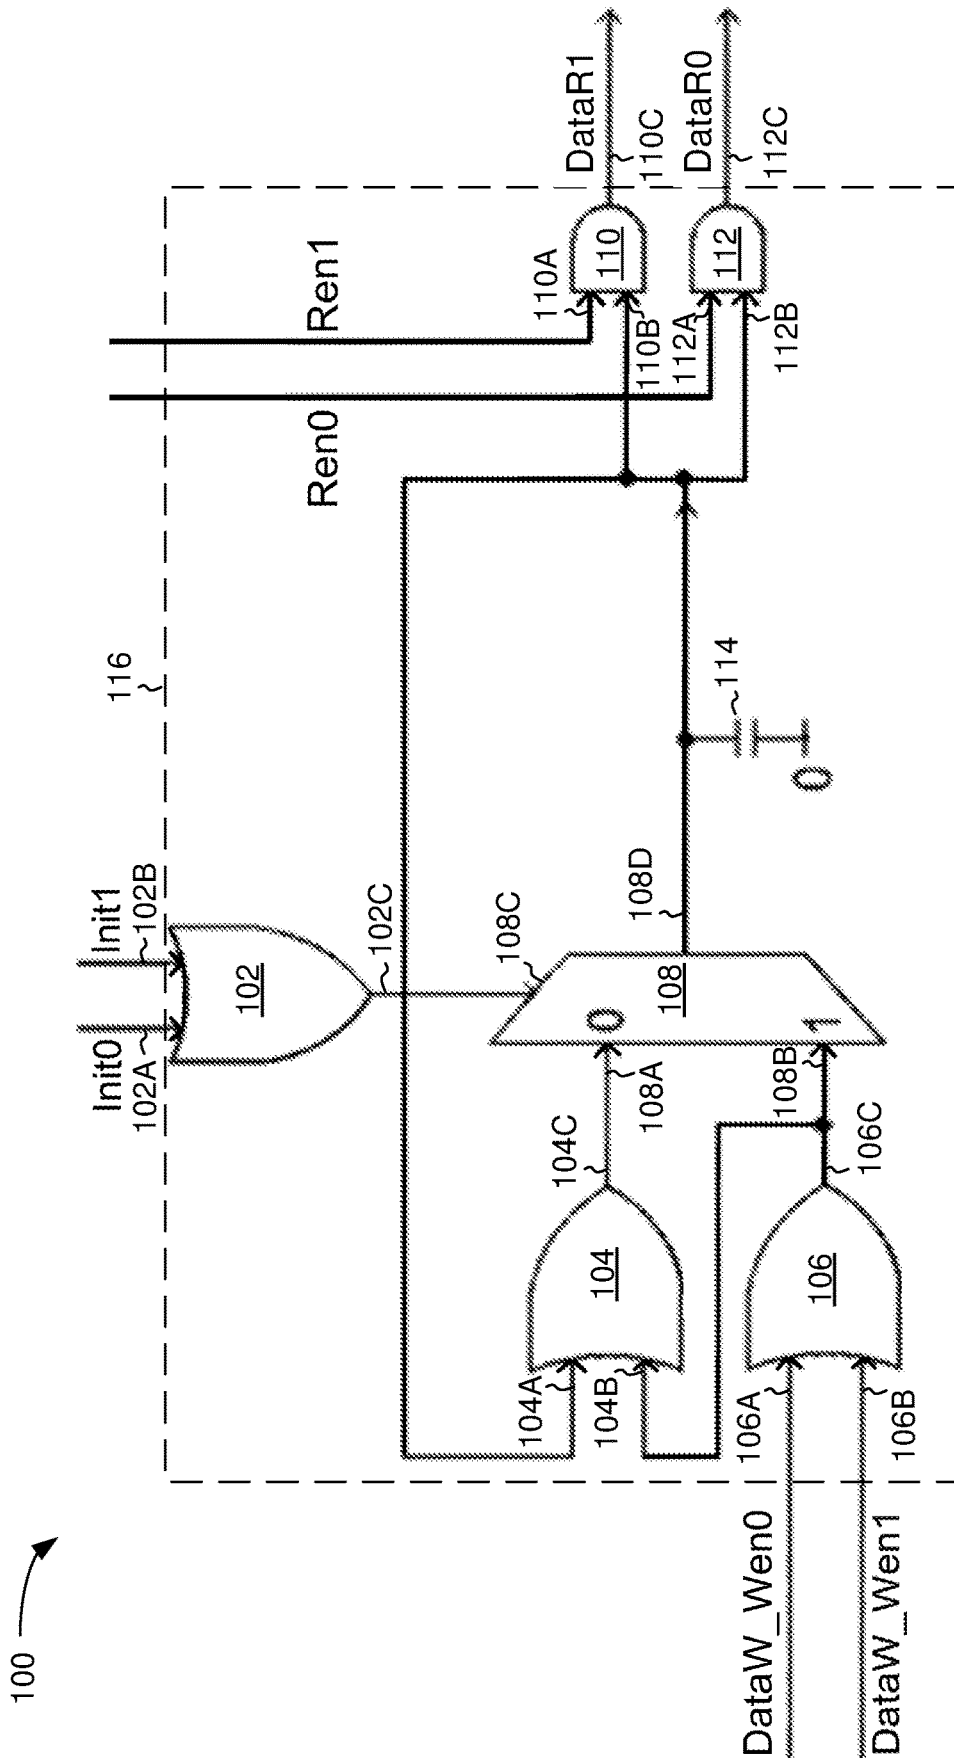 100
116
Init0
102A
Init1
102B
102
102C
Ren0
Ren1
108C
108D
108
0
1
108A
108B
104C
104
104A
104B
106C
106
106A
106B
DataW_Wen0
DataW_Wen1
114
0
110A
110B
110
110C
DataR1
112A
112B
112
112C
DataR0